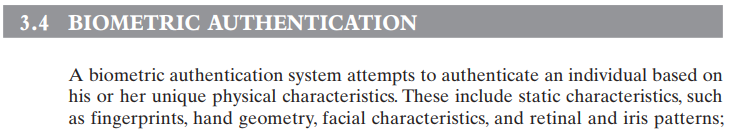 3.4 BIOMETRIC AUTHENTICATION
A biometric authentication system attempts to authenticate an individual based on
his or her unique physical characteristics. These include static characteristics, such
as fingerprints, hand geometry, facial characteristics, and retinal and iris patterns;